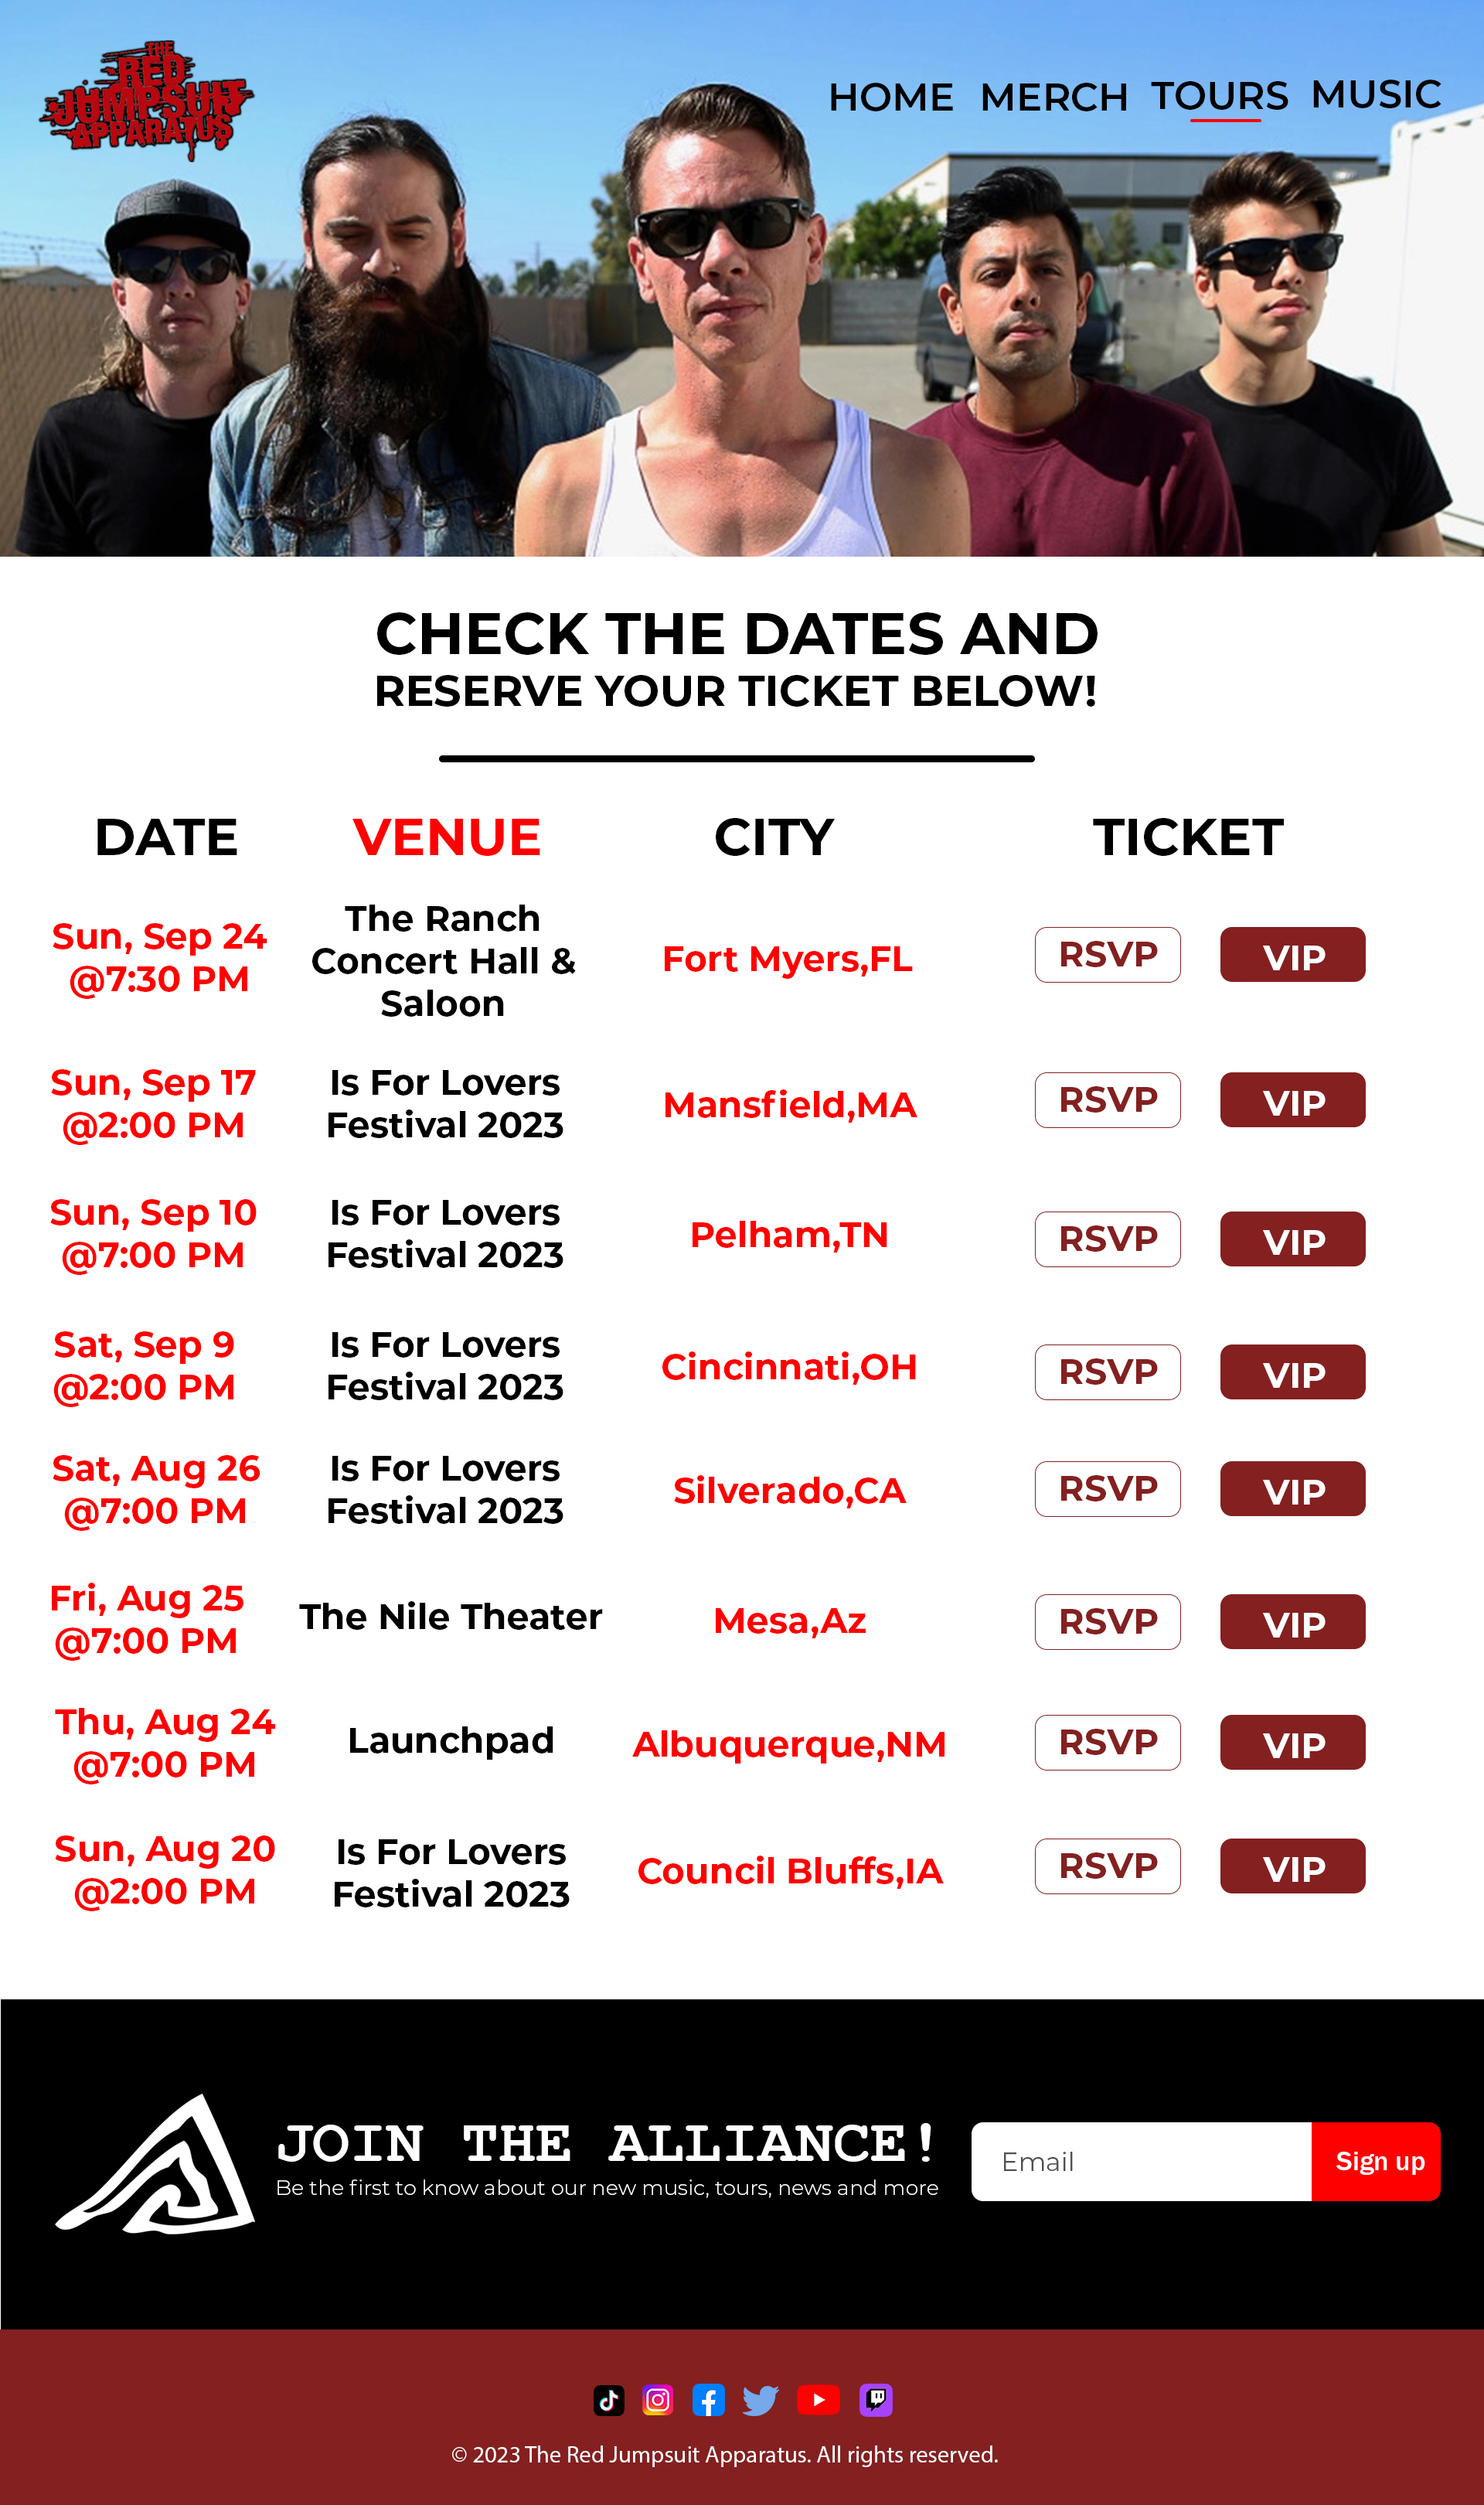 THE
RED
JUMPSUIT
APPARATUS
HOME MERCH TOURS MUSIC
CHECK THE DATES AND
RESERVE YOUR TICKET BELOW!
DATE VENUE CITY TICKET
Sun, Sep 24
@7:30 PM
The Ranch
Concert Hall &
Saloon
Fort Myers,FL
RSVP VIP
Sun, Sep 17
@2:00 PM
Is For Lovers
Festival 2023
Mansfield,MA
RSVP VIP
Sun, Sep 10
@7:00 PM
Is For Lovers
Festival 2023
Pelham,TN
RSVP VIP
Sat, Sep 9
@2:00 PM
Is For Lovers
Festival 2023
Cincinnati,OH
RSVP VIP
Sat, Aug 26
@7:00 PM
Is For Lovers
Festival 2023
Silverado,CA
RSVP VIP
Fri, Aug 25
@7:00 PM
The Nile Theater
Mesa,Az
RSVP VIP
Thu, Aug 24
@7:00 PM
Launchpad
Albuquerque,NM
RSVP VIP
Sun, Aug 20
@2:00 PM
Is For Lovers
Festival 2023
Council Bluffs,IA
RSVP VIP
JOIN THE ALLIANCE!
Be the first to know about our new music, tours, news and more
Email
Sign up
© 2023 The Red Jumpsuit Apparatus. All rights reserved.